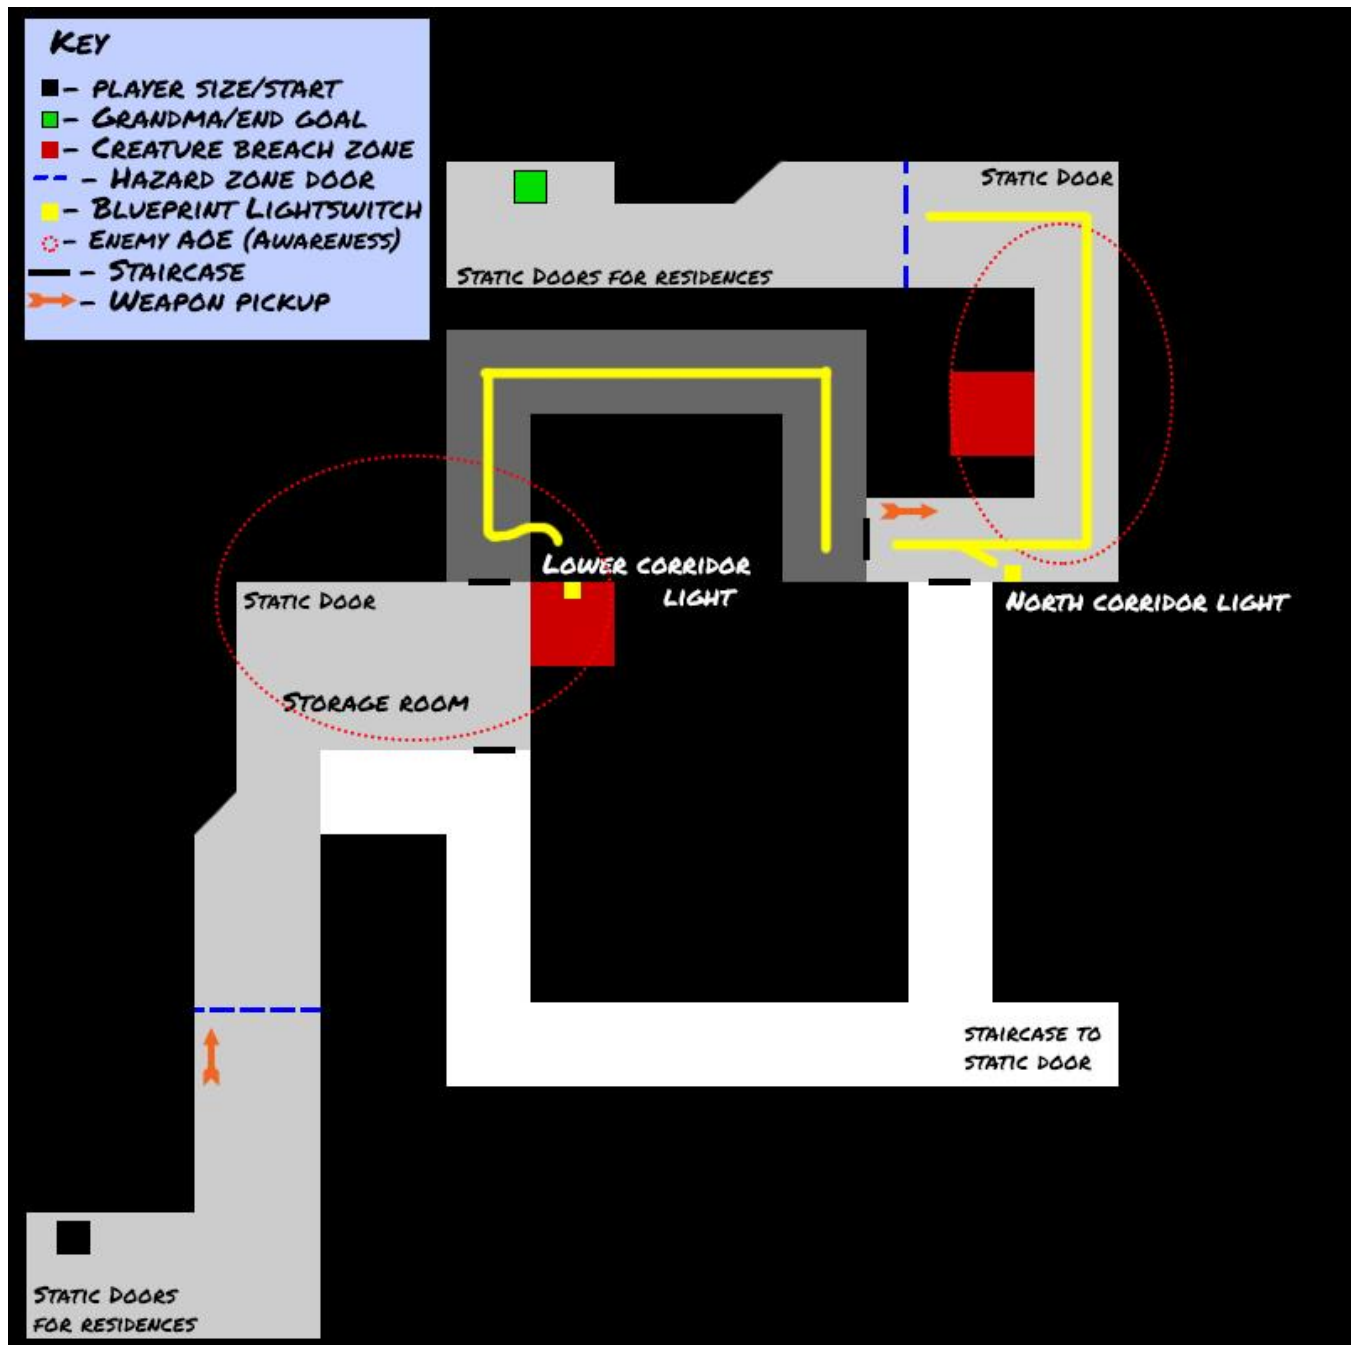 Key
- player size/start
- Grandma/end goal
- Creature breach zone
- Hazard zone door
- Blueprint Lightswitch
- Enemy AOE (Awareness)
- Staircase
- Weapon pickup
Static Door
Static Doors for residences
Lower corridor
light
Static Door
North corridor light
Storage room
staircase to
static door
Static Doors
for residences